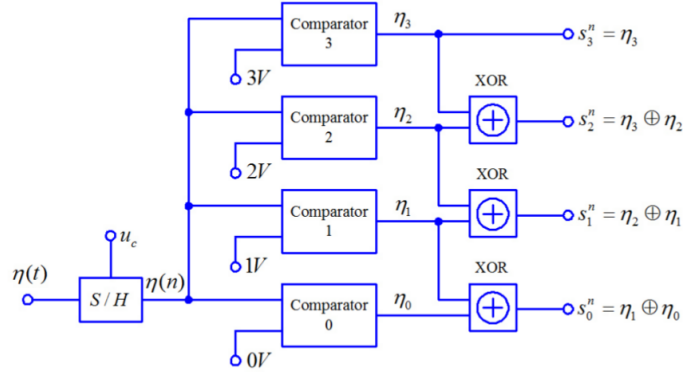 Comparator
3
η₃
s₃ⁿ = η₃
3V
XOR
Comparator
2
η₂
s₂ⁿ = η₃ ⊕ η₂
2V
XOR
Comparator
1
η₁
s₁ⁿ = η₂ ⊕ η₁
u_c
1V
XOR
η(t)
S / H
η(n)
Comparator
0
η₀
s₀ⁿ = η₁ ⊕ η₀
0V